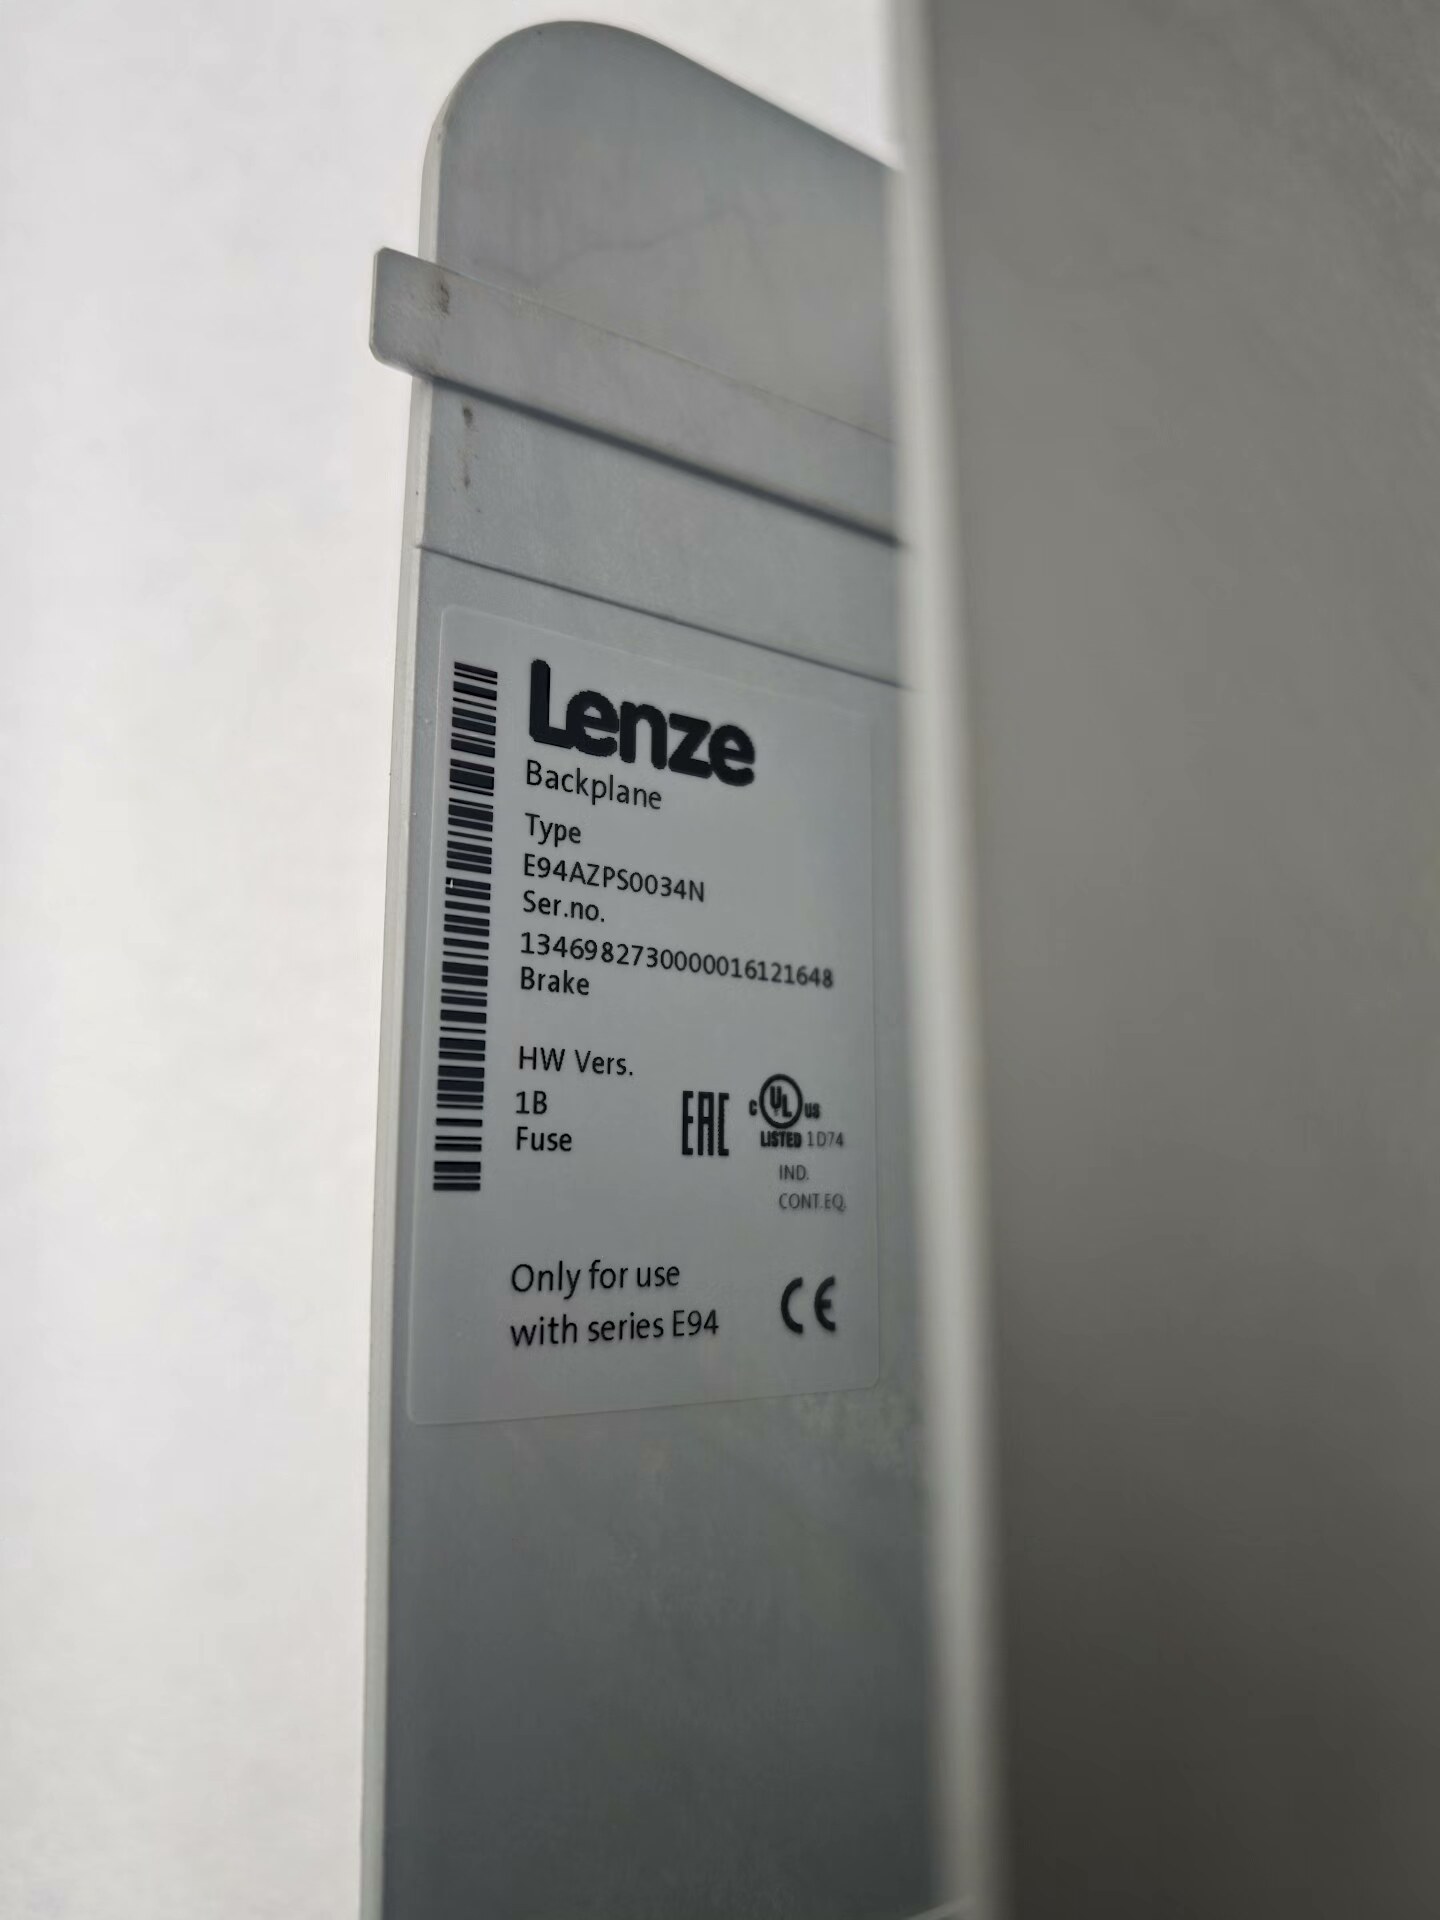 Lenze
Backplane
Type
E94AZPS0034N
Ser.no.
1346982730000016121648
Brake
HW Vers.
1B
Fuse
EAC
c UL us
LISTED 1D74
IND.
CONT.EQ.
Only for use
with series E94
CE